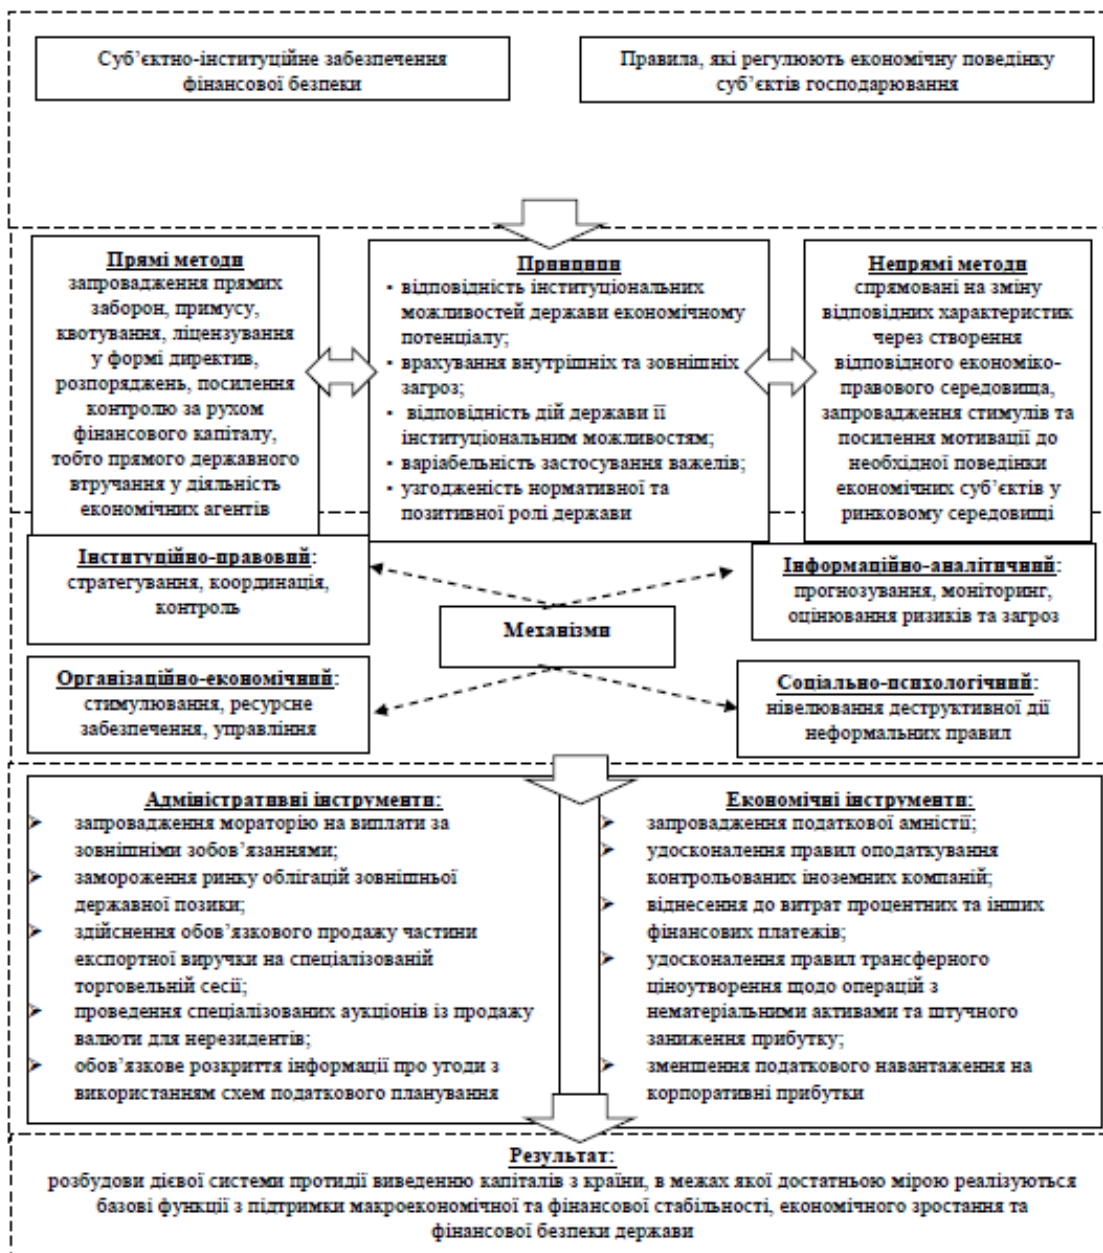 Суб’єктно-інституційне забезпечення
фінансової безпеки
Правила, які регулюють економічну поведінку
суб’єктів господарювання
Прямі методи
запровадження прямих
заборон, примусу,
квотування, ліцензування
у формі директив,
розпоряджень, посилення
контролю за рухом
фінансового капіталу,
тобто прямого державного
втручання у діяльність
економічних агентів
Принципи
▪ відповідність інституціональних
можливостей держави економічному
потенціалу;
▪ врахування внутрішніх та зовнішніх
загроз;
▪ відповідність дій держави її
інституціональним можливостям;
▪ варіабельність застосування важелів;
▪ узгодженість нормативної та
позитивної ролі держави
Непрямі методи
спрямовані на зміну
відповідних характеристик
через створення
відповідного економіко-
правового середовища,
запровадження стимулів та
посилення мотивації до
необхідної поведінки
економічних суб’єктів у
ринковому середовищі
Інституційно-правовий:
стратегування, координація,
контроль
Інформаційно-аналітичний:
прогнозування, моніторинг,
оцінювання ризиків та загроз
Механізми
Організаційно-економічний:
стимулювання, ресурсне
забезпечення, управління
Соціально-психологічний:
нівелювання деструктивної дії
неформальних правил
Адміністративні інструменти:
➢ запровадження мораторію на виплати за
зовнішніми зобов’язаннями;
➢ замороження ринку облігацій зовнішньої
державної позики;
➢ здійснення обов’язкового продажу частини
експортної виручки на спеціалізованій
торговельній сесії;
➢ проведення спеціалізованих аукціонів із продажу
валюти для нерезидентів;
➢ обов’язкове розкриття інформації про угоди з
використанням схем податкового планування
Економічні інструменти:
➢ запровадження податкової амністії;
➢ удосконалення правил оподаткування
контрольованих іноземних компаній;
➢ віднесення до витрат процентних та інших
фінансових платежів;
➢ удосконалення правил трансферного
ціноутворення щодо операцій з
нематеріальними активами та штучного
заниження прибутку;
➢ зменшення податкового навантаження на
корпоративні прибутки
Результат:
розбудови дієвої системи протидії виведенню капіталів з країни, в межах якої достатньою мірою реалізуються
базові функції з підтримки макроекономічної та фінансової стабільності, економічного зростання та
фінансової безпеки держави